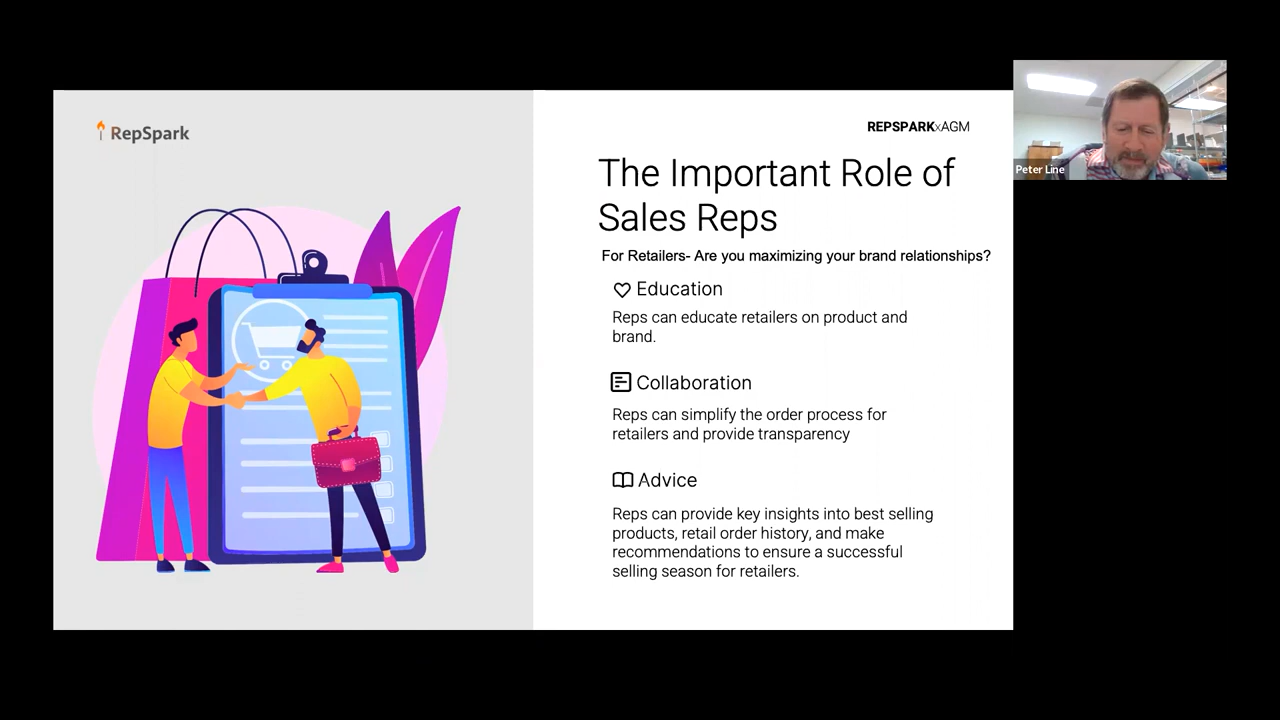 RepSpark
REPSPARKxAGM
The Important Role of
Sales Reps
For Retailers- Are you maximizing your brand relationships?
Education
Reps can educate retailers on product and
brand.
Collaboration
Reps can simplify the order process for
retailers and provide transparency
Advice
Reps can provide key insights into best selling
products, retail order history, and make
recommendations to ensure a successful
selling season for retailers.
Peter Line